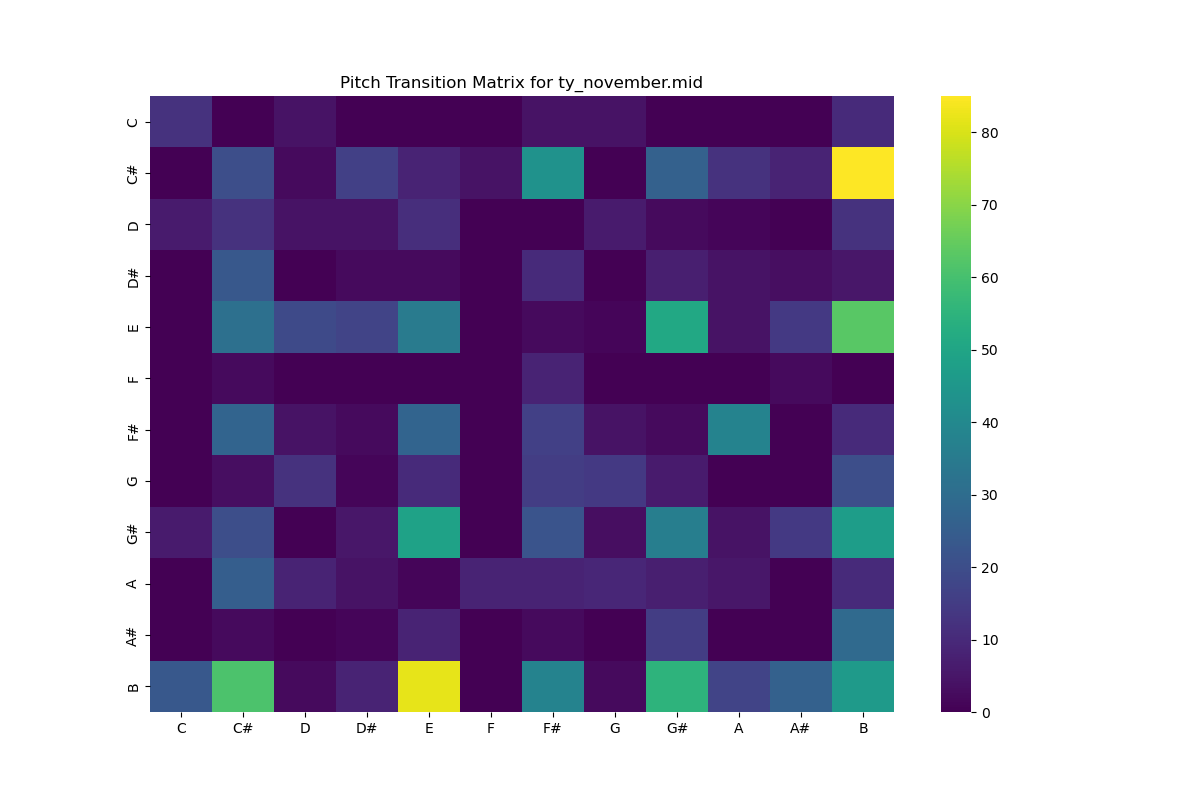 Pitch Transition Matrix for ty_november.mid
C
C#
D
D#
E
F
F#
G
G#
A
A#
B
C C# D D# E F F# G G# A A# B
80
70
60
50
40
30
20
10
0